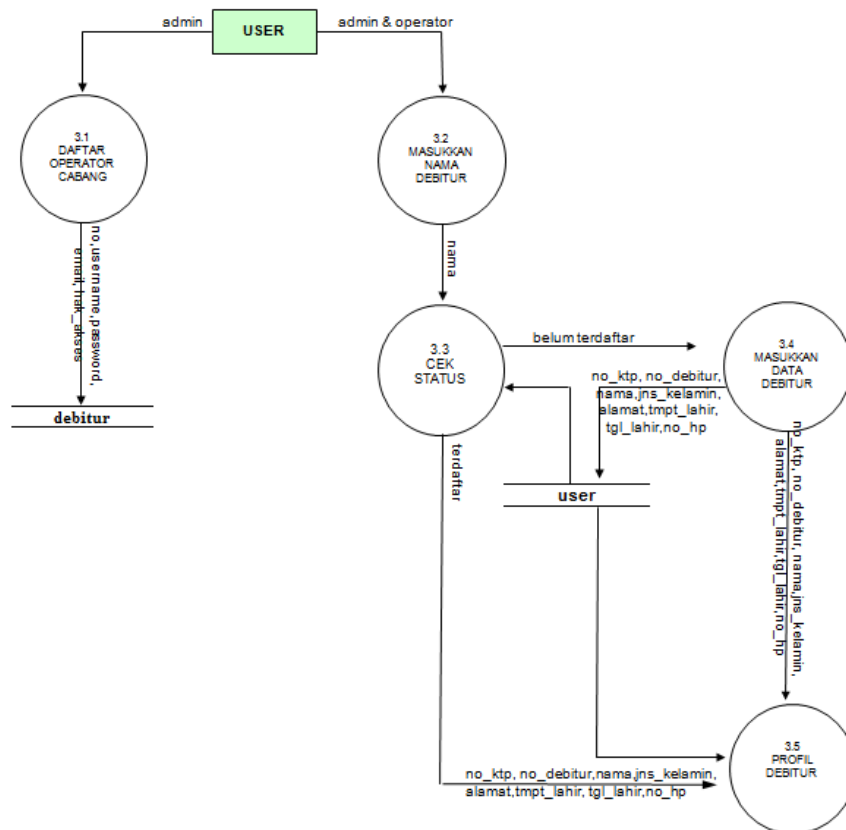 admin
USER
admin & operator
3.1
DAFTAR
OPERATOR
CABANG
3.2
MASUKKAN
NAMA
DEBITUR
no,username,password,
email, hak_akses
nama
debitur
3.3
CEK
STATUS
belum terdaftar
3.4
MASUKKAN
DATA
DEBITUR
no_ktp, no_debitur,
nama,jns_kelamin,
alamat,tmpt_lahir,
tgl_lahir,no_hp
terdaftar
user
no_ktp, no_debitur, nama,jns_kelamin,
alamat,tmpt_lahir,tgl_lahir,no_hp
3.5
PROFIL
DEBITUR
no_ktp, no_debitur,nama,jns_kelamin,
alamat,tmpt_lahir, tgl_lahir,no_hp